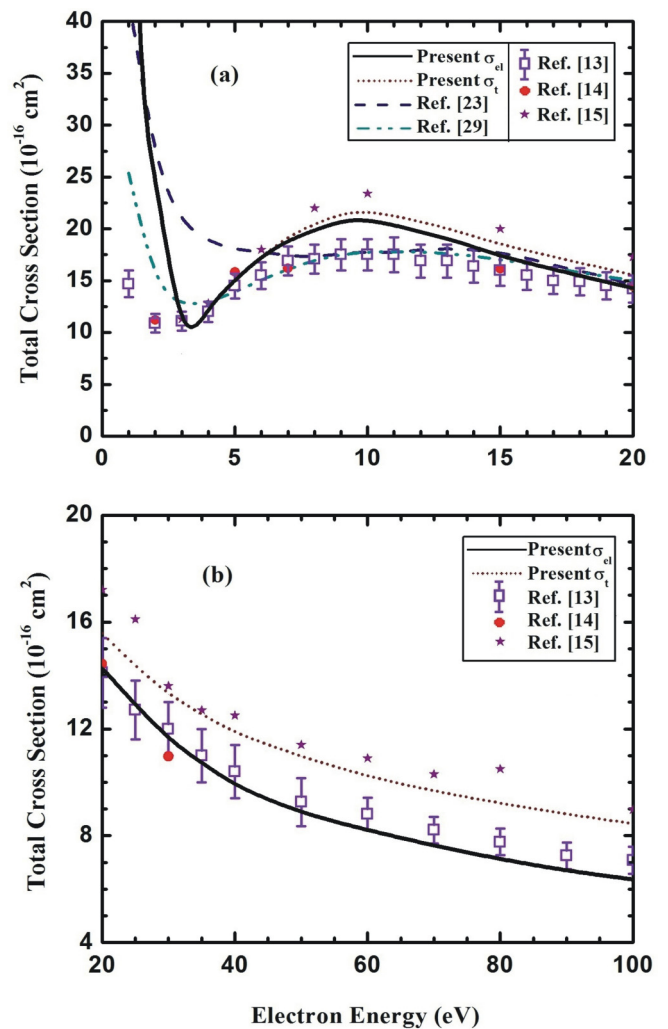 40
35
30
25
20
15
10
5
0
Total Cross Section (10⁻¹⁶ cm²)
(a)
Present σel
Present σt
Ref. [23]
Ref. [29]
Ref. [13]
Ref. [14]
Ref. [15]
0 5 10 15 20
20
16
12
8
4
Total Cross Section (10⁻¹⁶ cm²)
(b)
Present σel
Present σt
Ref. [13]
Ref. [14]
Ref. [15]
20 40 60 80 100
Electron Energy (eV)